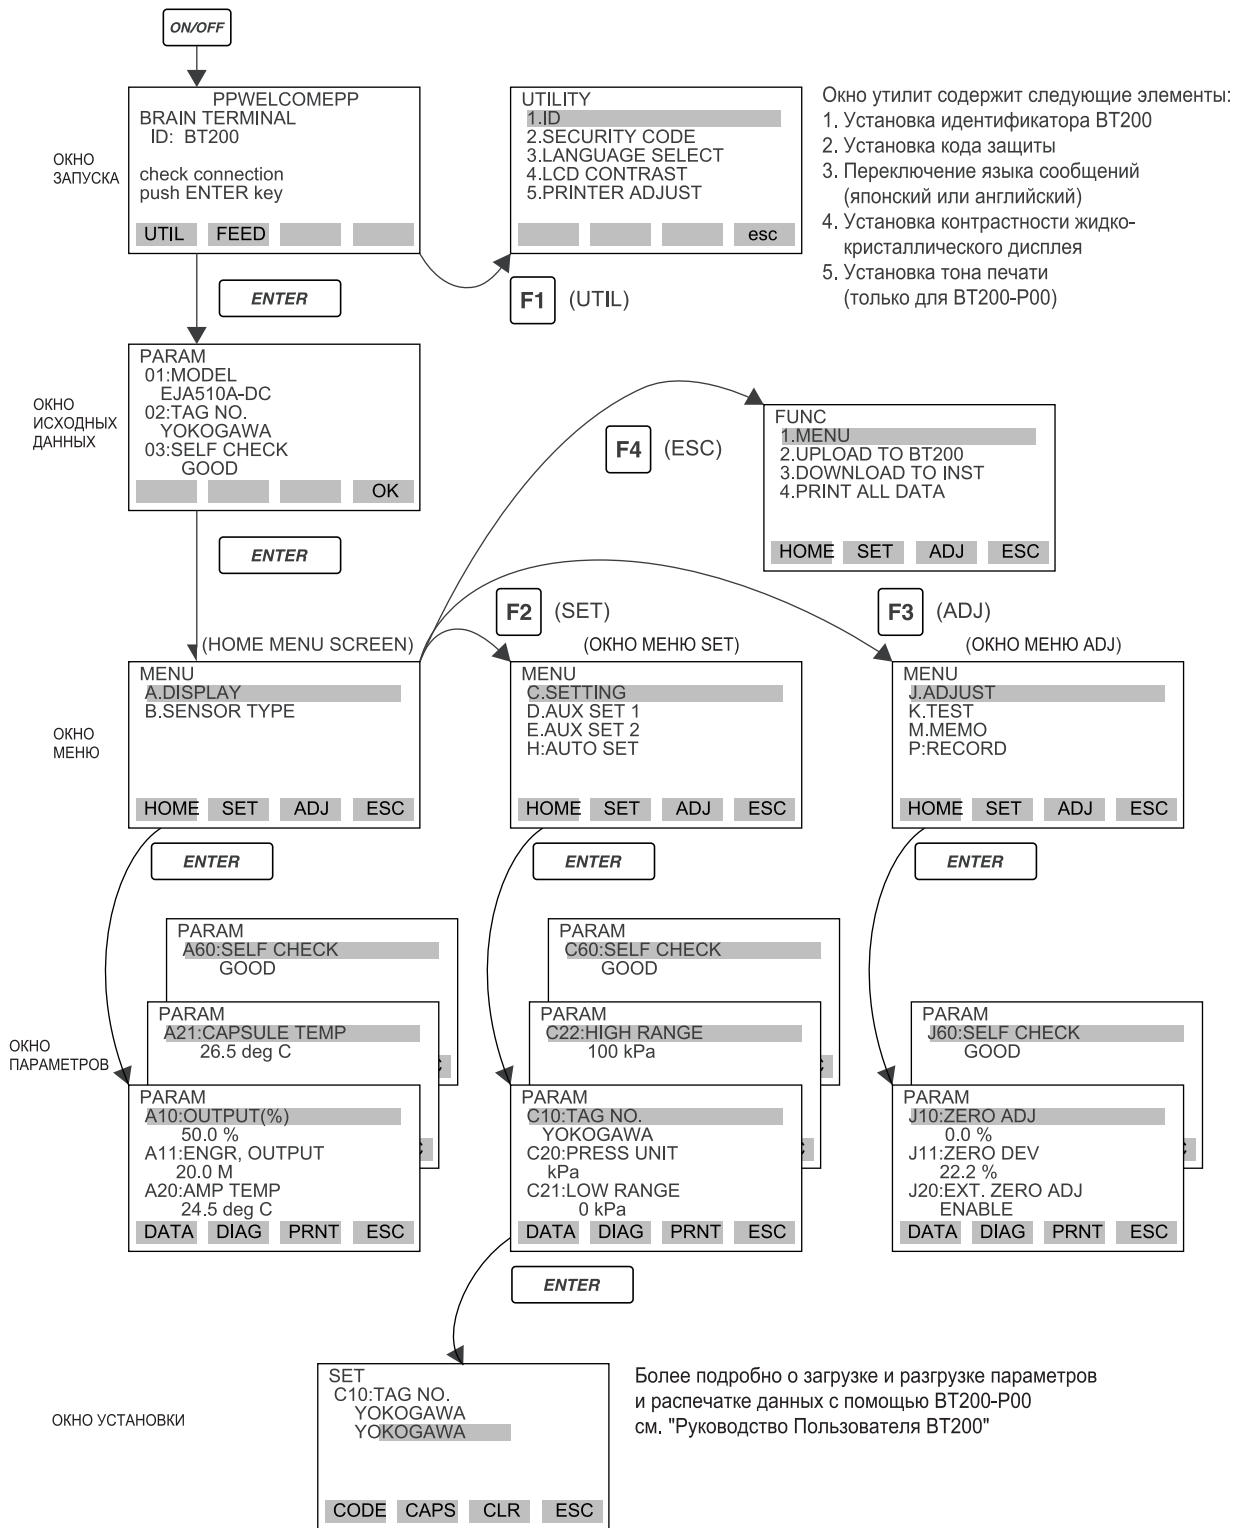 ON/OFF
PPWELCOMEPP
BRAIN TERMINAL
ID: BT200
check connection
push ENTER key
UTIL FEED
ОКНО
ЗАПУСКА
UTILITY
1.ID
2.SECURITY CODE
3.LANGUAGE SELECT
4.LCD CONTRAST
5.PRINTER ADJUST
esc
Окно утилит содержит следующие элементы:
1. Установка идентификатора BT200
2. Установка кода защиты
3. Переключение языка сообщений
(японский или английский)
4. Установка контрастности жидко-
кристаллического дисплея
5. Установка тона печати
(только для BT200-P00)
F1 (UTIL)
ENTER
ОКНО
ИСХОДНЫХ
ДАННЫХ
PARAM
01:MODEL
EJA510A-DC
02:TAG NO.
YOKOGAWA
03:SELF CHECK
GOOD
OK
F4 (ESC)
FUNC
1.MENU
2.UPLOAD TO BT200
3.DOWNLOAD TO INST
4.PRINT ALL DATA
HOME SET ADJ ESC
ENTER
F2 (SET)
F3 (ADJ)
(HOME MENU SCREEN)
(ОКНО МЕНЮ SET)
(ОКНО МЕНЮ ADJ)
ОКНО
МЕНЮ
MENU
A.DISPLAY
B.SENSOR TYPE
HOME SET ADJ ESC
MENU
C.SETTING
D.AUX SET 1
E.AUX SET 2
H:AUTO SET
HOME SET ADJ ESC
MENU
J.ADJUST
K.TEST
M.MEMO
P:RECORD
HOME SET ADJ ESC
ENTER
ENTER
ENTER
ОКНО
ПАРАМЕТРОВ
PARAM
A60:SELF CHECK
GOOD
PARAM
A21:CAPSULE TEMP
26.5 deg C
PARAM
A10:OUTPUT(%)
50.0 %
A11:ENGR, OUTPUT
20.0 M
A20:AMP TEMP
24.5 deg C
DATA DIAG PRNT ESC
PARAM
C60:SELF CHECK
GOOD
PARAM
C22:HIGH RANGE
100 kPa
PARAM
C10:TAG NO.
YOKOGAWA
C20:PRESS UNIT
kPa
C21:LOW RANGE
0 kPa
DATA DIAG PRNT ESC
PARAM
J60:SELF CHECK
GOOD
PARAM
J10:ZERO ADJ
0.0 %
J11:ZERO DEV
22.2 %
J20:EXT. ZERO ADJ
ENABLE
DATA DIAG PRNT ESC
ENTER
ОКНО УСТАНОВКИ
SET
C10:TAG NO.
YOKOGAWA
YOKOGAWA
CODE CAPS CLR ESC
Более подробно о загрузке и разгрузке параметров
и распечатке данных с помощью BT200-P00
см. "Руководство Пользователя BT200"